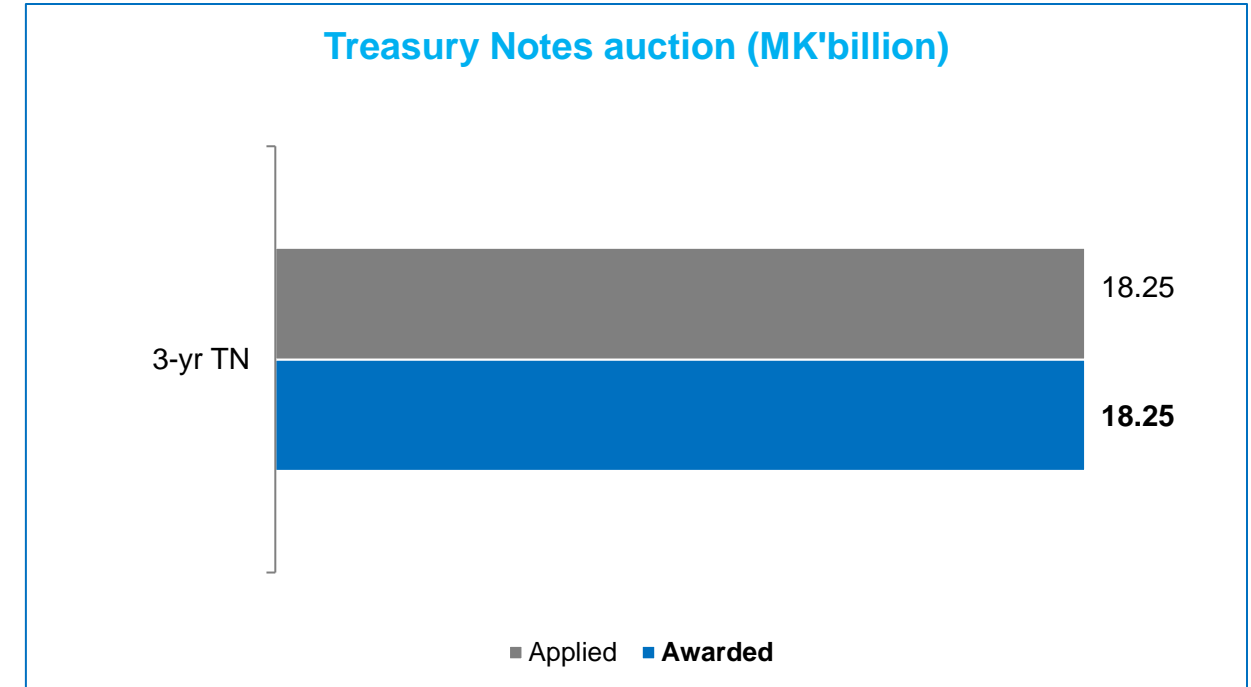 Treasury Notes auction (MK'billion)
18.25
3-yr TN
18.25
Applied Awarded